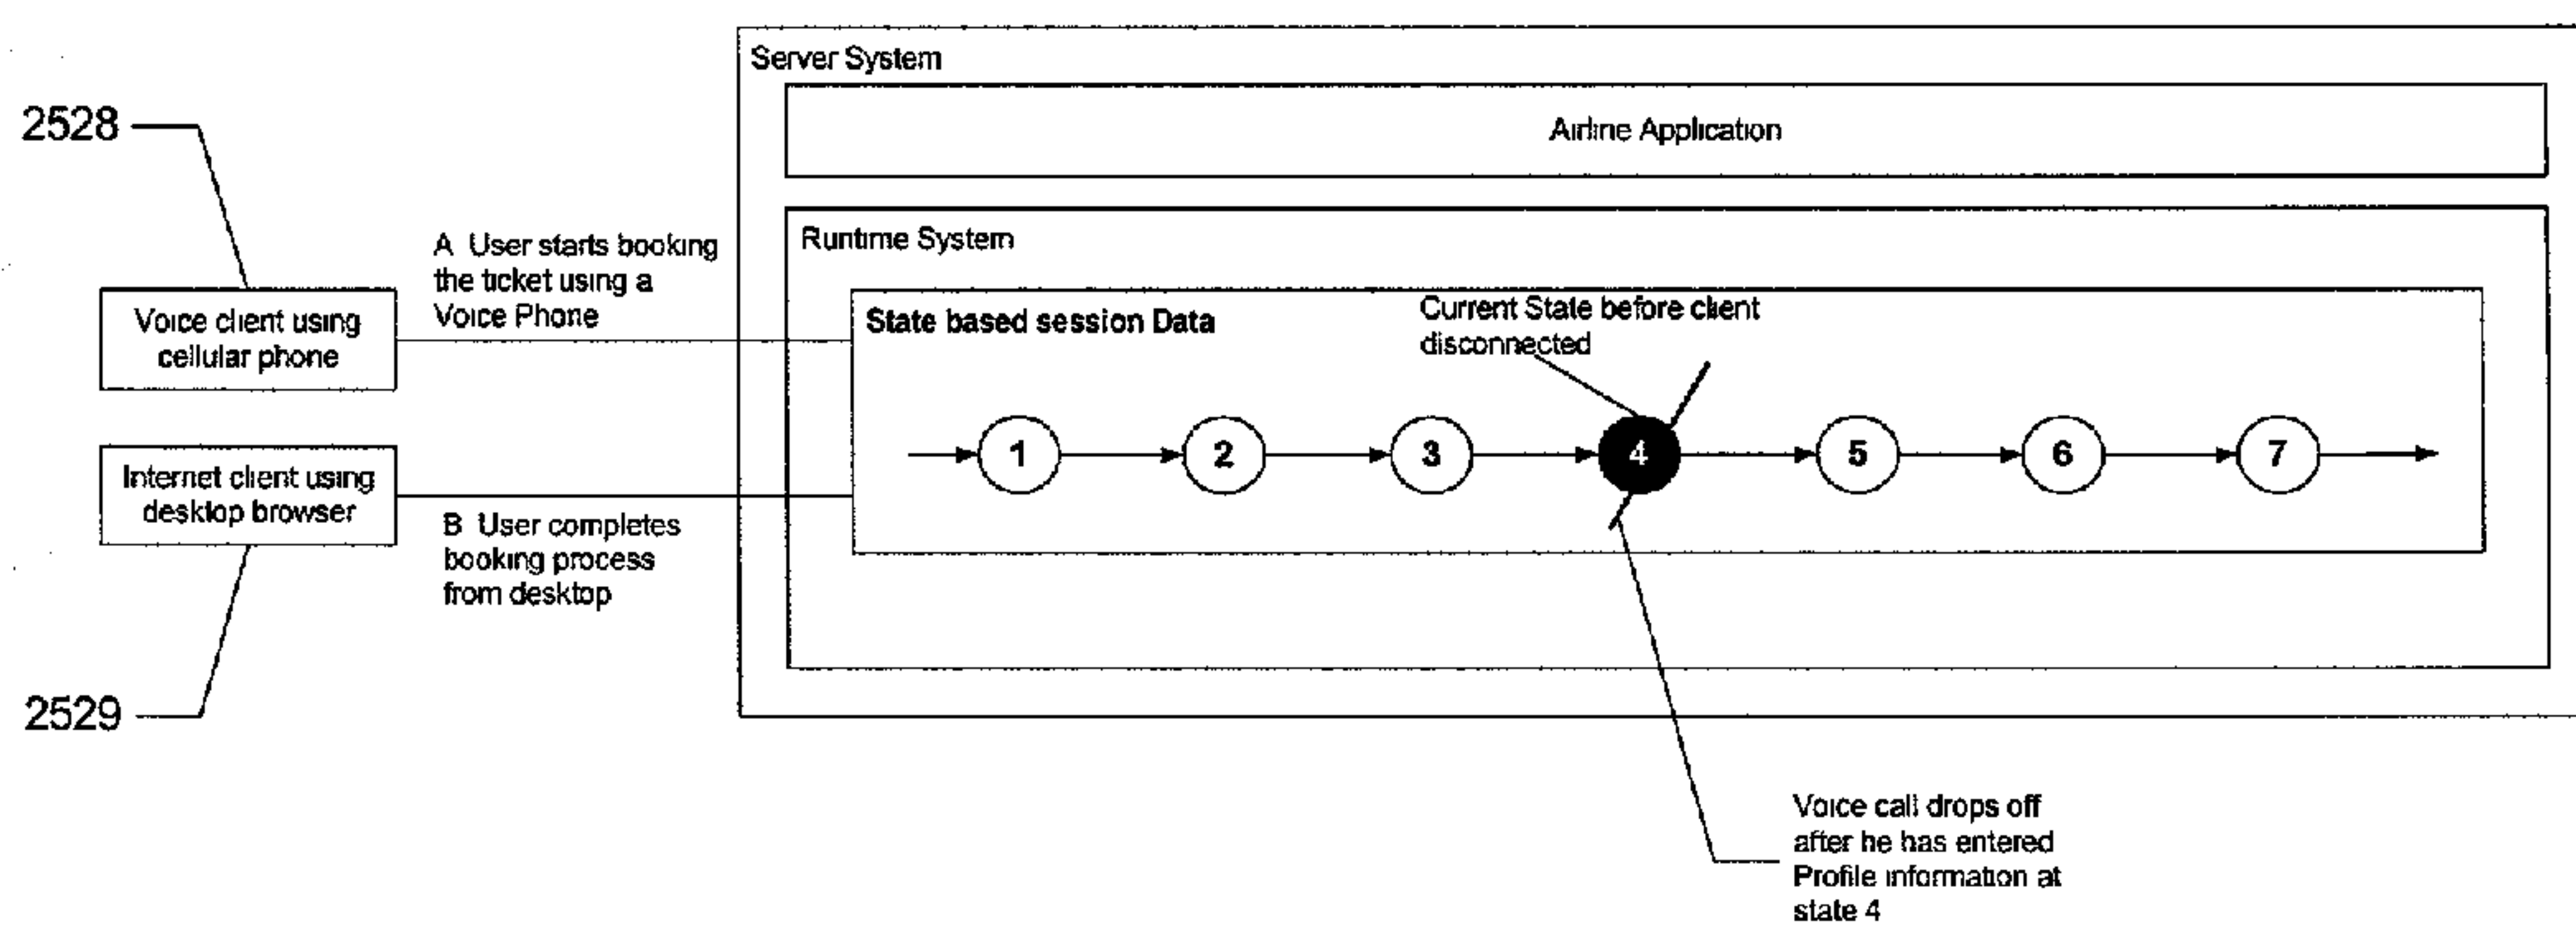 Server System
2528
Airline Application
Runtime System
A User starts booking
the ticket using a
Voice Phone
Voice client using
cellular phone
State based session Data
Current State before client
disconnected
1
2
3
4
5
6
7
Internet client using
desktop browser
B User completes
booking process
from desktop
2529
Voice call drops off
after he has entered
Profile information at
state 4